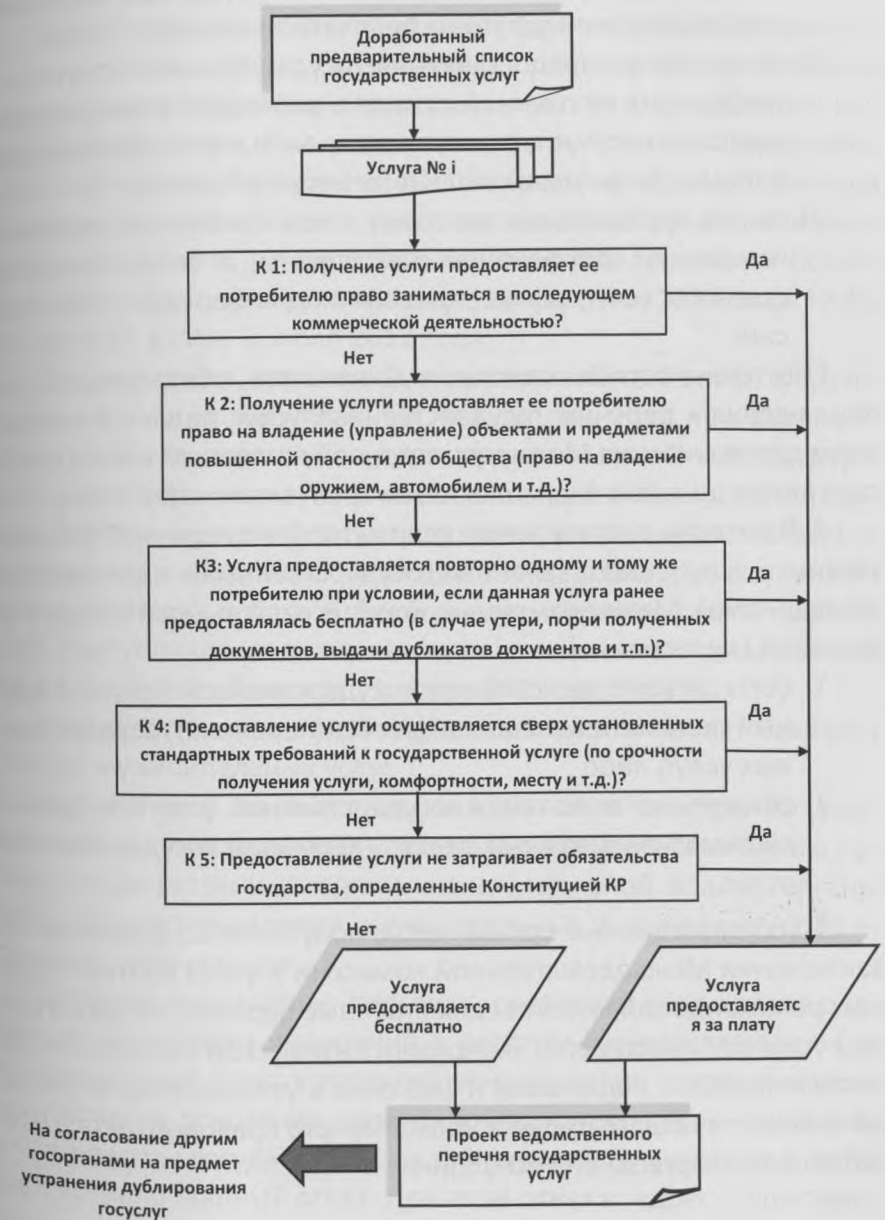 Доработанный
предварительный список
государственных услуг
Услуга № i
К 1: Получение услуги предоставляет ее
потребителю право заниматься в последующем
коммерческой деятельностью?
Да
Нет
К 2: Получение услуги предоставляет ее потребителю
право на владение (управление) объектами и предметами
повышенной опасности для общества (право на владение
оружием, автомобилем и т.д.)?
Да
Нет
К3: Услуга предоставляется повторно одному и тому же
потребителю при условии, если данная услуга ранее
предоставлялась бесплатно (в случае утери, порчи полученных
документов, выдачи дубликатов документов и т.п.)?
Да
Нет
К 4: Предоставление услуги осуществляется сверх установленных
стандартных требований к государственной услуге (по срочности
получения услуги, комфортности, месту и т.д.)?
Да
Нет
К 5: Предоставление услуги не затрагивает обязательства
государства, определенные Конституцией КР
Да
Нет
Услуга
предоставляется
бесплатно
Услуга
предоставляетс
я за плату
Проект ведомственного
перечня государственных
услуг
На согласование другим
госорганами на предмет
устранения дублирования
госуслуг